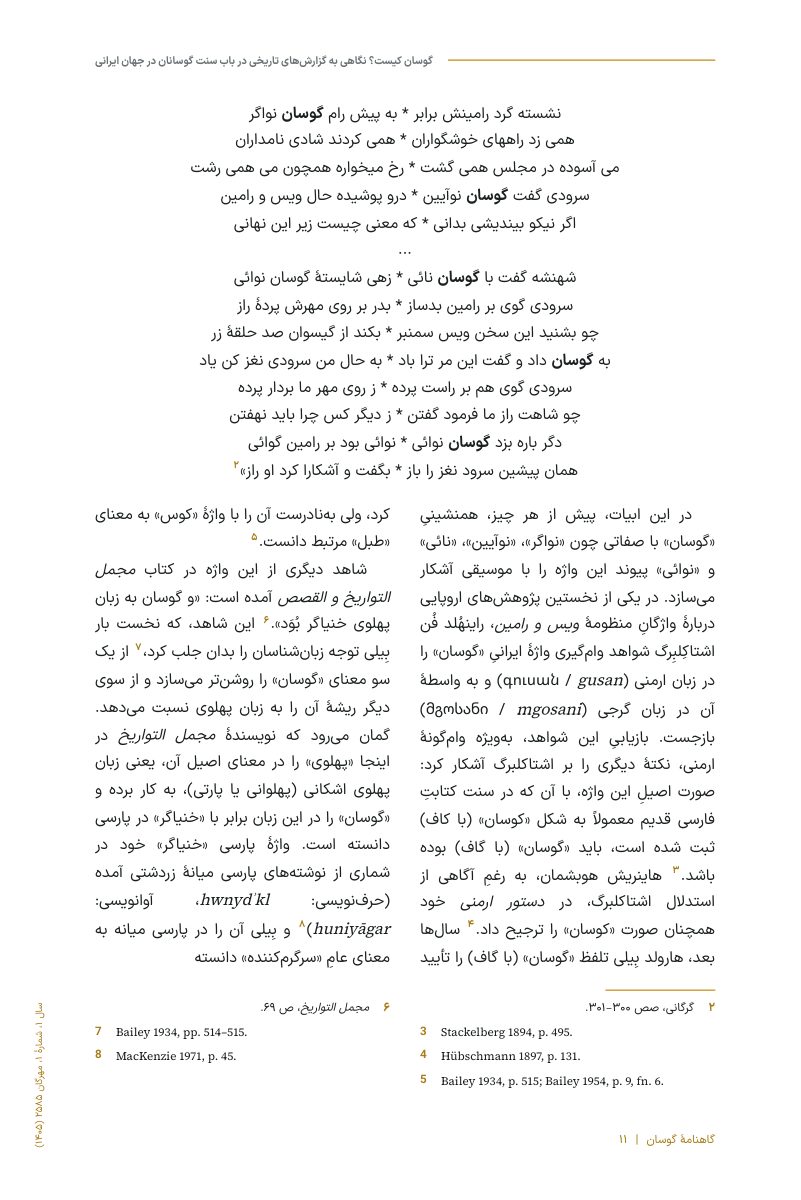 گوسان کیست؟ نگاهی به گزارش‌های تاریخی در باب سنت گوسانان در جهان ایرانی
نشسته گرد رامینش برابر * به پیش رام گوسان نواگر
همی زد راههای خوشگواران * همی کردند شادی نامداران
می آسوده در مجلس همی گشت * رخ میخواره همچون می همی رشت
سرودی گفت گوسان نوآیین * درو پوشیده حال ویس و رامین
اگر نیکو بیندیشی بدانی * که معنی چیست زیر این نهانی
...
شهنشه گفت با گوسان نائی * زهی شایستهٔ گوسان نوائی
سرودی گوی بر رامین بدساز * بدر بر روی مهرش پردهٔ راز
چو بشنید این سخن ویس سمنبر * بکند از گیسوان صد حلقهٔ زر
به گوسان داد و گفت این مر ترا باد * به حال من سرودی نغز کن یاد
سرودی گوی هم بر راست پرده * ز روی مهر ما بردار پرده
چو شاهت راز ما فرمود گفتن * ز دیگر کس چرا باید نهفتن
دگر باره بزد گوسان نوائی * نوائی بود بر رامین گوائی
همان پیشین سرود نغز را باز * بگفت و آشکارا کرد او راز»۲
در این ابیات، پیش از هر چیز، همنشینیِ
«گوسان» با صفاتی چون «نواگر»، «نوآیین»، «نائی»
و «نوائی» پیوند این واژه را با موسیقی آشکار
می‌سازد. در یکی از نخستین پژوهش‌های اروپایی
دربارهٔ واژگانِ منظومهٔ ویس و رامین، راینهُلد فُن
اشتاکِلبِرگ شواهد وام‌گیری واژهٔ ایرانیِ «گوسان» را
در زبان ارمنی (gusan / գուսան) و به واسطهٔ
آن در زبان گرجی (mgosani / მგოსანი)
بازجست. بازیابیِ این شواهد، به‌ویژه وام‌گونهٔ
ارمنی، نکتهٔ دیگری را بر اشتاکلبرگ آشکار کرد:
صورت اصیلِ این واژه، با آن که در سنت کتابتِ
فارسی قدیم معمولاً به شکل «کوسان» (با کاف)
ثبت شده است، باید «گوسان» (با گاف) بوده
باشد.۳ هاینریش هوبشمان، به رغمِ آگاهی از
استدلال اشتاکلبرگ، در دستور ارمنی خود
همچنان صورت «کوسان» را ترجیح داد.۴ سال‌ها
بعد، هارولد بِیلی تلفظ «گوسان» (با گاف) را تأیید
کرد، ولی به‌نادرست آن را با واژهٔ «کوس» به معنای
«طبل» مرتبط دانست.۵
شاهد دیگری از این واژه در کتاب مجمل
التواریخ و القصص آمده است: «و گوسان به زبان
پهلوی خنیاگر بُوَد».۶ این شاهد، که نخست بار
بِیلی توجه زبان‌شناسان را بدان جلب کرد،۷ از یک
سو معنای «گوسان» را روشن‌تر می‌سازد و از سوی
دیگر ریشهٔ آن را به زبان پهلوی نسبت می‌دهد.
گمان می‌رود که نویسندهٔ مجمل التواریخ در
اینجا «پهلوی» را در معنای اصیل آن، یعنی زبان
پهلوی اشکانی (پهلوانی یا پارتی)، به کار برده و
«گوسان» را در این زبان برابر با «خنیاگر» در پارسی
دانسته است. واژهٔ پارسی «خنیاگر» خود در
شماری از نوشته‌های پارسی میانهٔ زردشتی آمده
(حرف‌نویسی: hwnydʾkl، آوانویسی:
huniyāgar)۸ و بِیلی آن را در پارسی میانه به
معنای عامِ «سرگرم‌کننده» دانسته
۲ گرگانی، صص ۳۰۰-۳۰۱.
3 Stackelberg 1894, p. 495.
4 Hübschmann 1897, p. 131.
5 Bailey 1934, p. 515; Bailey 1954, p. 9, fn. 6.
۶ مجمل التواریخ، ص ۶۹.
7 Bailey 1934, pp. 514–515.
8 MacKenzie 1971, p. 45.
سال ۱، شمارهٔ ۱، مهرگان ۲۵۸۵ (۱۴۰۵)
گاهنامهٔ گوسان | ۱۱